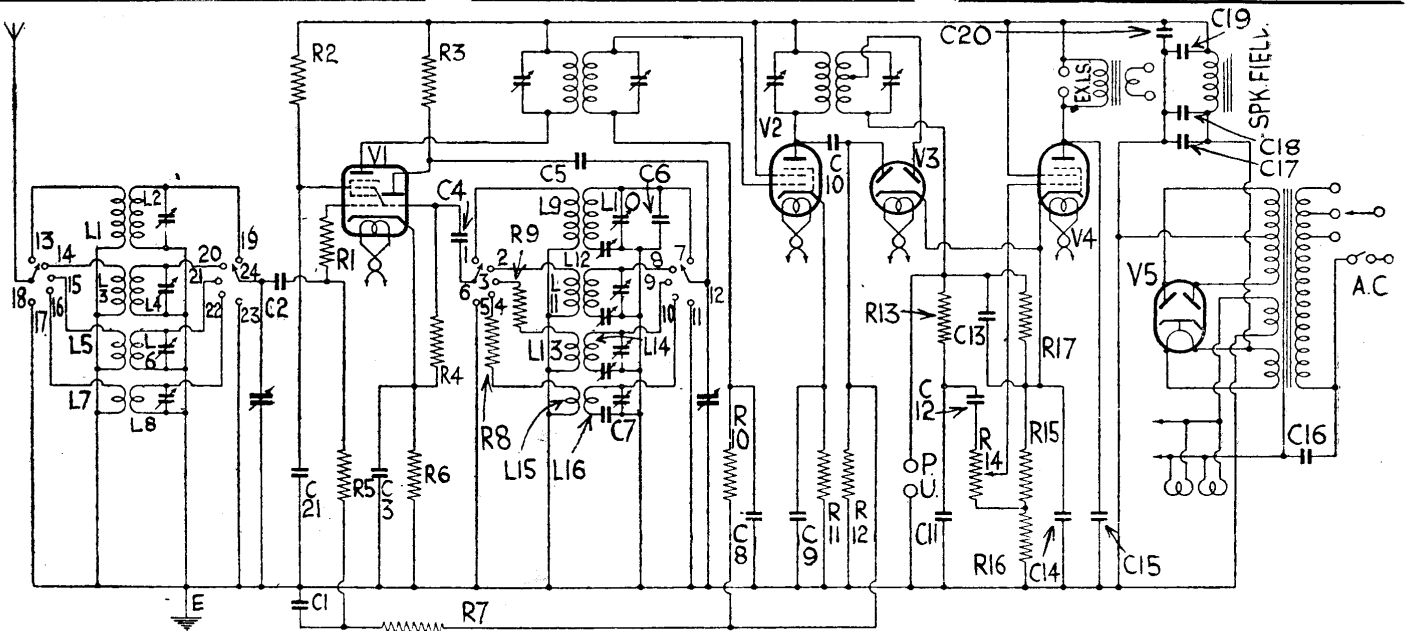 R2
R3
C20
C19
EX.L.S.
SPK.FIELD
V1
V2
C10
V3
V4
C18
C17
L1
L2
C5
C4
C6
L9
L10
R9
L12
13
14
15
16
17
18
L3
L4
19
20
21
22
23
24
C2
R1
1
2
3
4
5
6
7
8
9
10
11
12
L11
V5
A.C
L5
L6
L7
L8
R4
L13
L14
R8
L15
L16
C7
R13
C13
R17
C12
R14
R15
P.U.
C16
C21
R5
C3
R6
R10
C8
C9
R11
R12
C11
R16
C14
C15
E
C1
R7